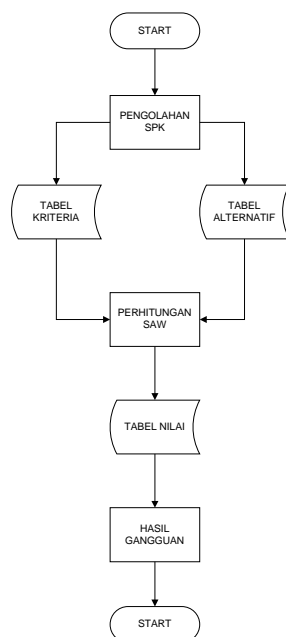 START
PENGOLAHAN
SPK
TABEL
KRITERIA
TABEL
ALTERNATIF
PERHITUNGAN
SAW
TABEL NILAI
HASIL
GANGGUAN
START